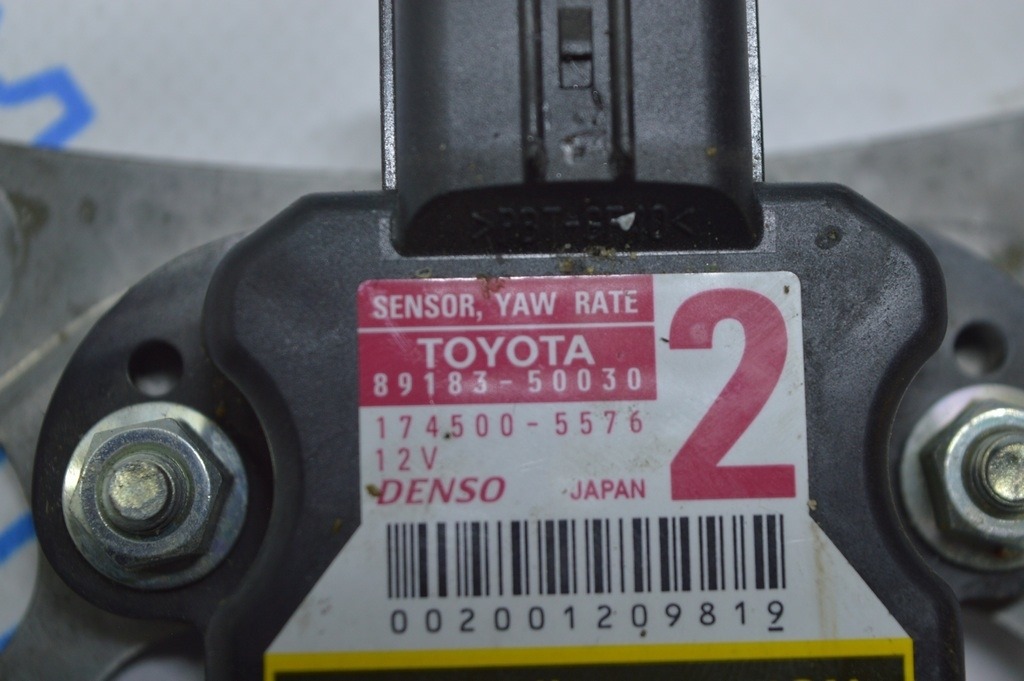 SENSOR, YAW RATE
TOYOTA
89183-50030
2
174500-5576
12V
DENSO JAPAN
002001209819